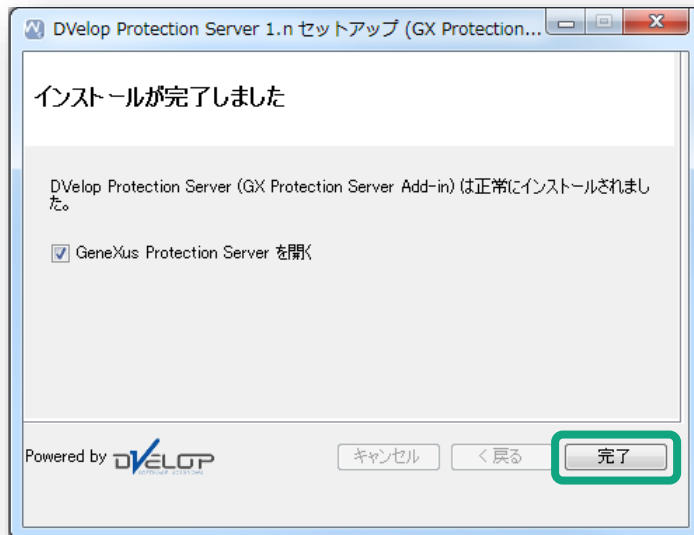 DVelop Protection Server 1.n セットアップ (GX Protection...
インストールが完了しました
DVelop Protection Server (GX Protection Server Add-in) は正常にインストールされまし
た。
GeneXus Protection Server を開く
Powered by DVELOP
キャンセル
< 戻る
完了